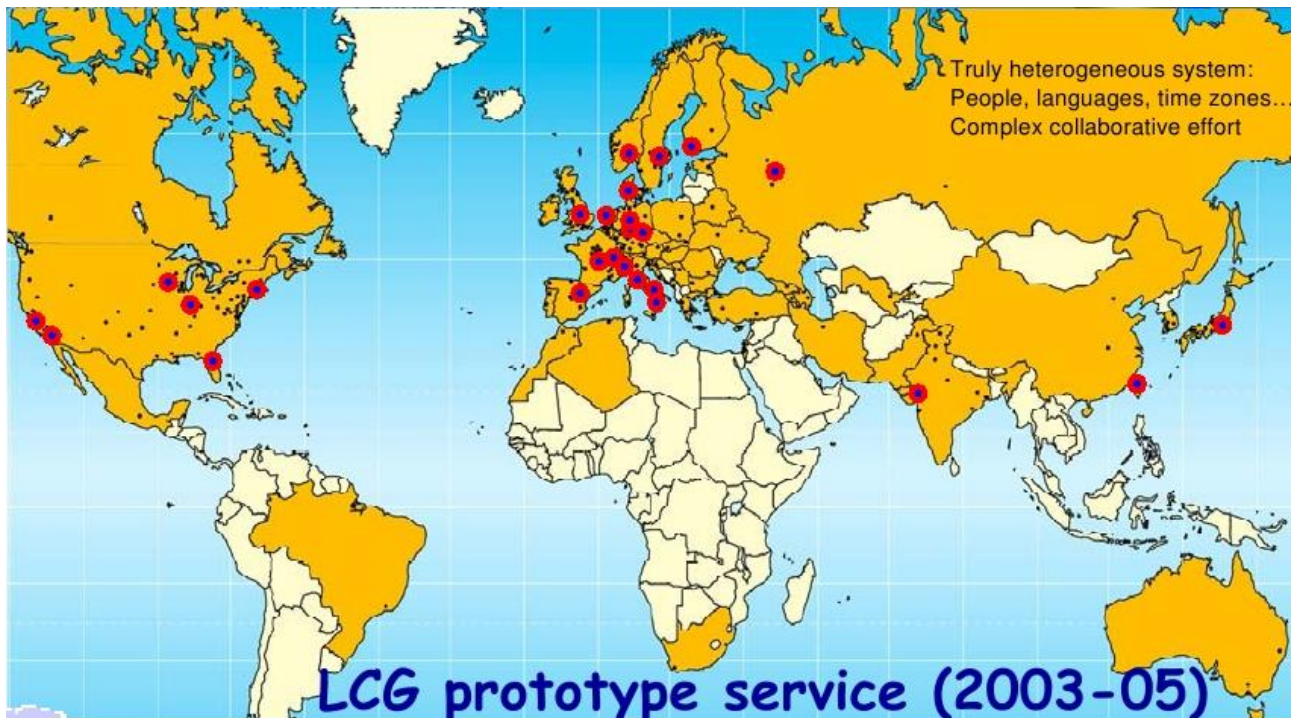 Truly heterogeneous system:
People, languages, time zones…
Complex collaborative effort
LCG prototype service (2003-05)